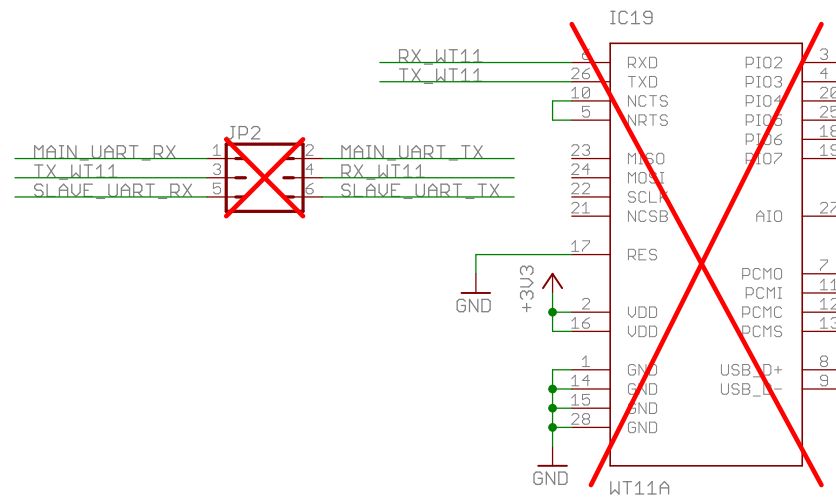 IC19
RX_WT11 6 RXD PIO2 3
TX_WT11 26 TXD PIO3 4
10 NCTS PIO4 20
5 NRTS PIO5 25
PIO6 18
23 MISO PIO7 19
24 MOSI
22 SCLK
21 NCSB AIO 27
17 RES
PCMO 7
PCMI 11
2 VDD PCMC 12
16 VDD PCMS 13
1 GND USB_D+ 8
14 GND USB_D- 9
15 GND
28 GND
WT11A
GND
+3V3
GND
JP2
MAIN_UART_RX 1 2 MAIN_UART_TX
TX_WT11 3 4 RX_WT11
SLAVE_UART_RX 5 6 SLAVE_UART_TX